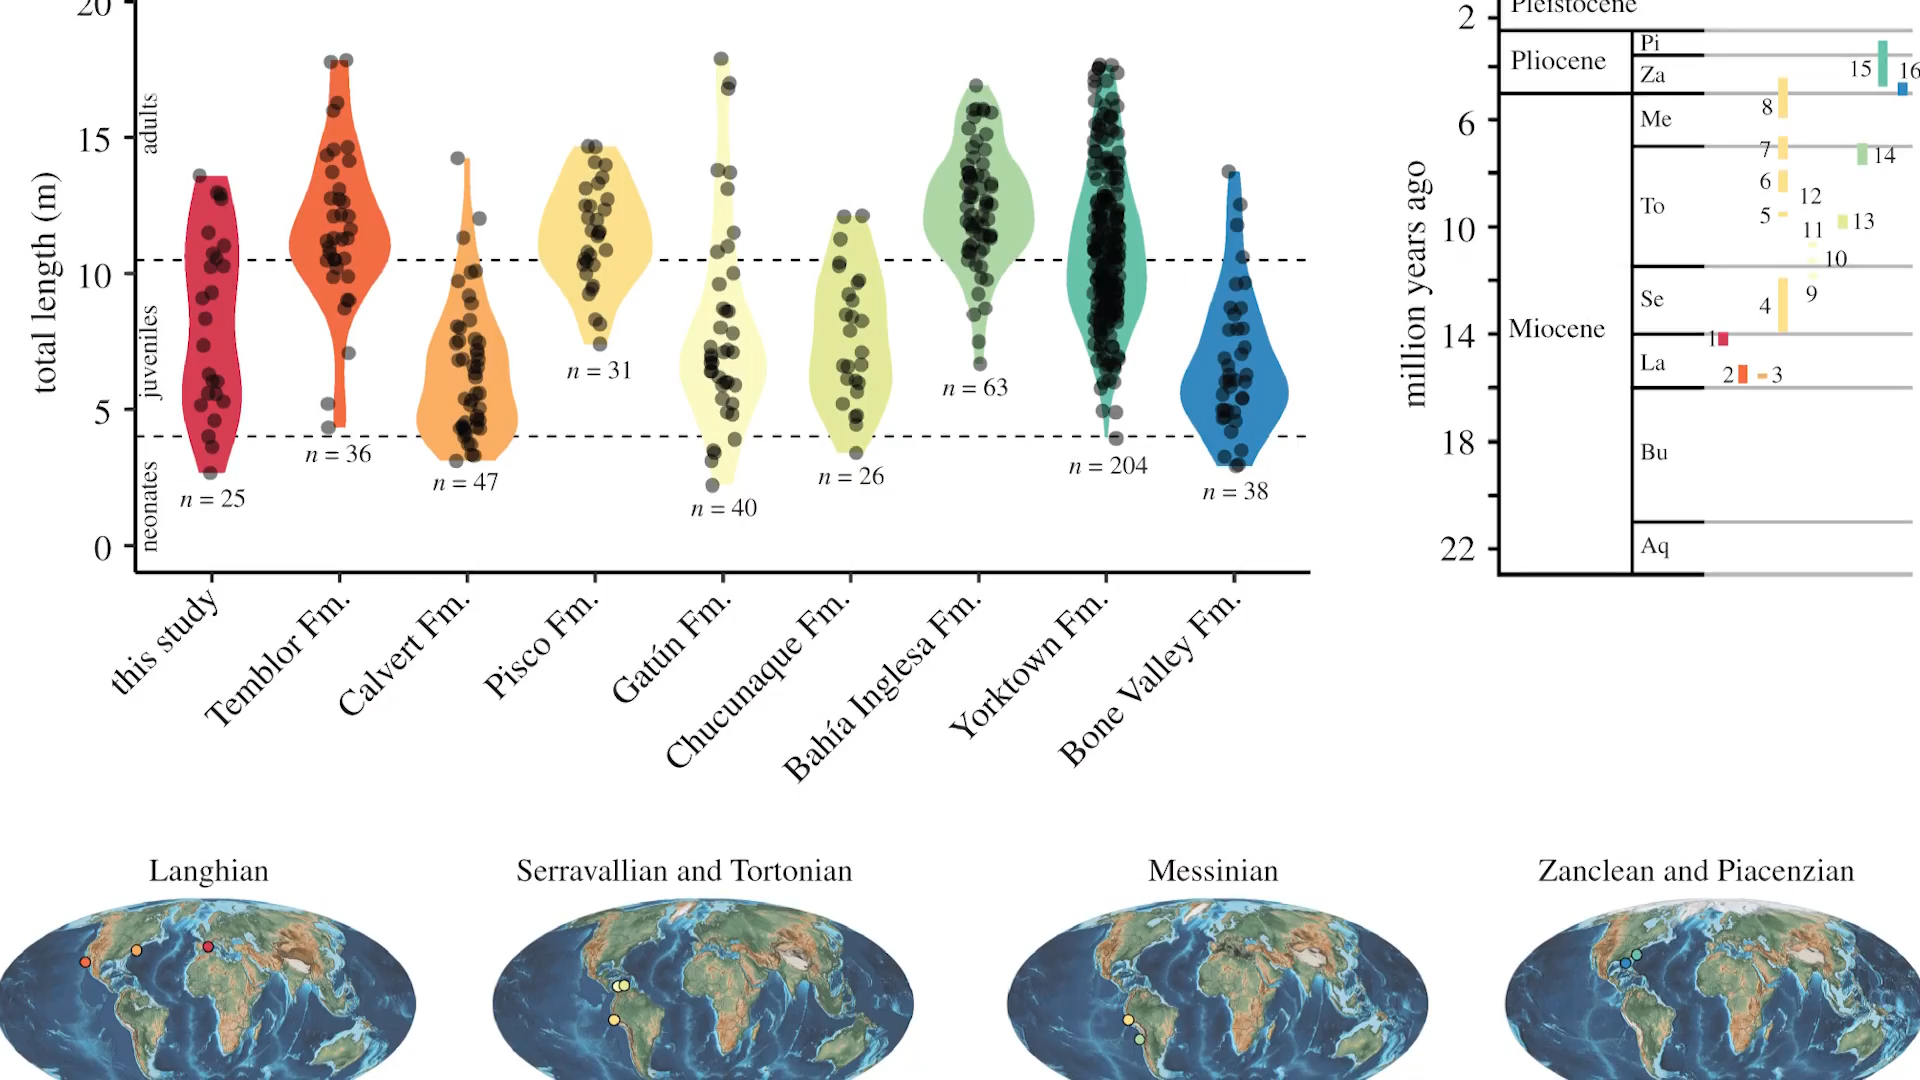 20
15
10
5
0
total length (m)
adults
juveniles
neonates
n = 25
n = 36
n = 47
n = 31
n = 40
n = 26
n = 63
n = 204
n = 38
this study
Temblor Fm.
Calvert Fm.
Pisco Fm.
Gatún Fm.
Chucunaque Fm.
Bahía Inglesa Fm.
Yorktown Fm.
Bone Valley Fm.
million years ago
2
6
10
14
18
22
Pleistocene
Pliocene
Miocene
Pi
Za
Me
To
Se
La
Bu
Aq
15
16
8
7
14
6
12
5
13
11
10
9
4
1
2
3
Langhian
Serravallian and Tortonian
Messinian
Zanclean and Piacenzian